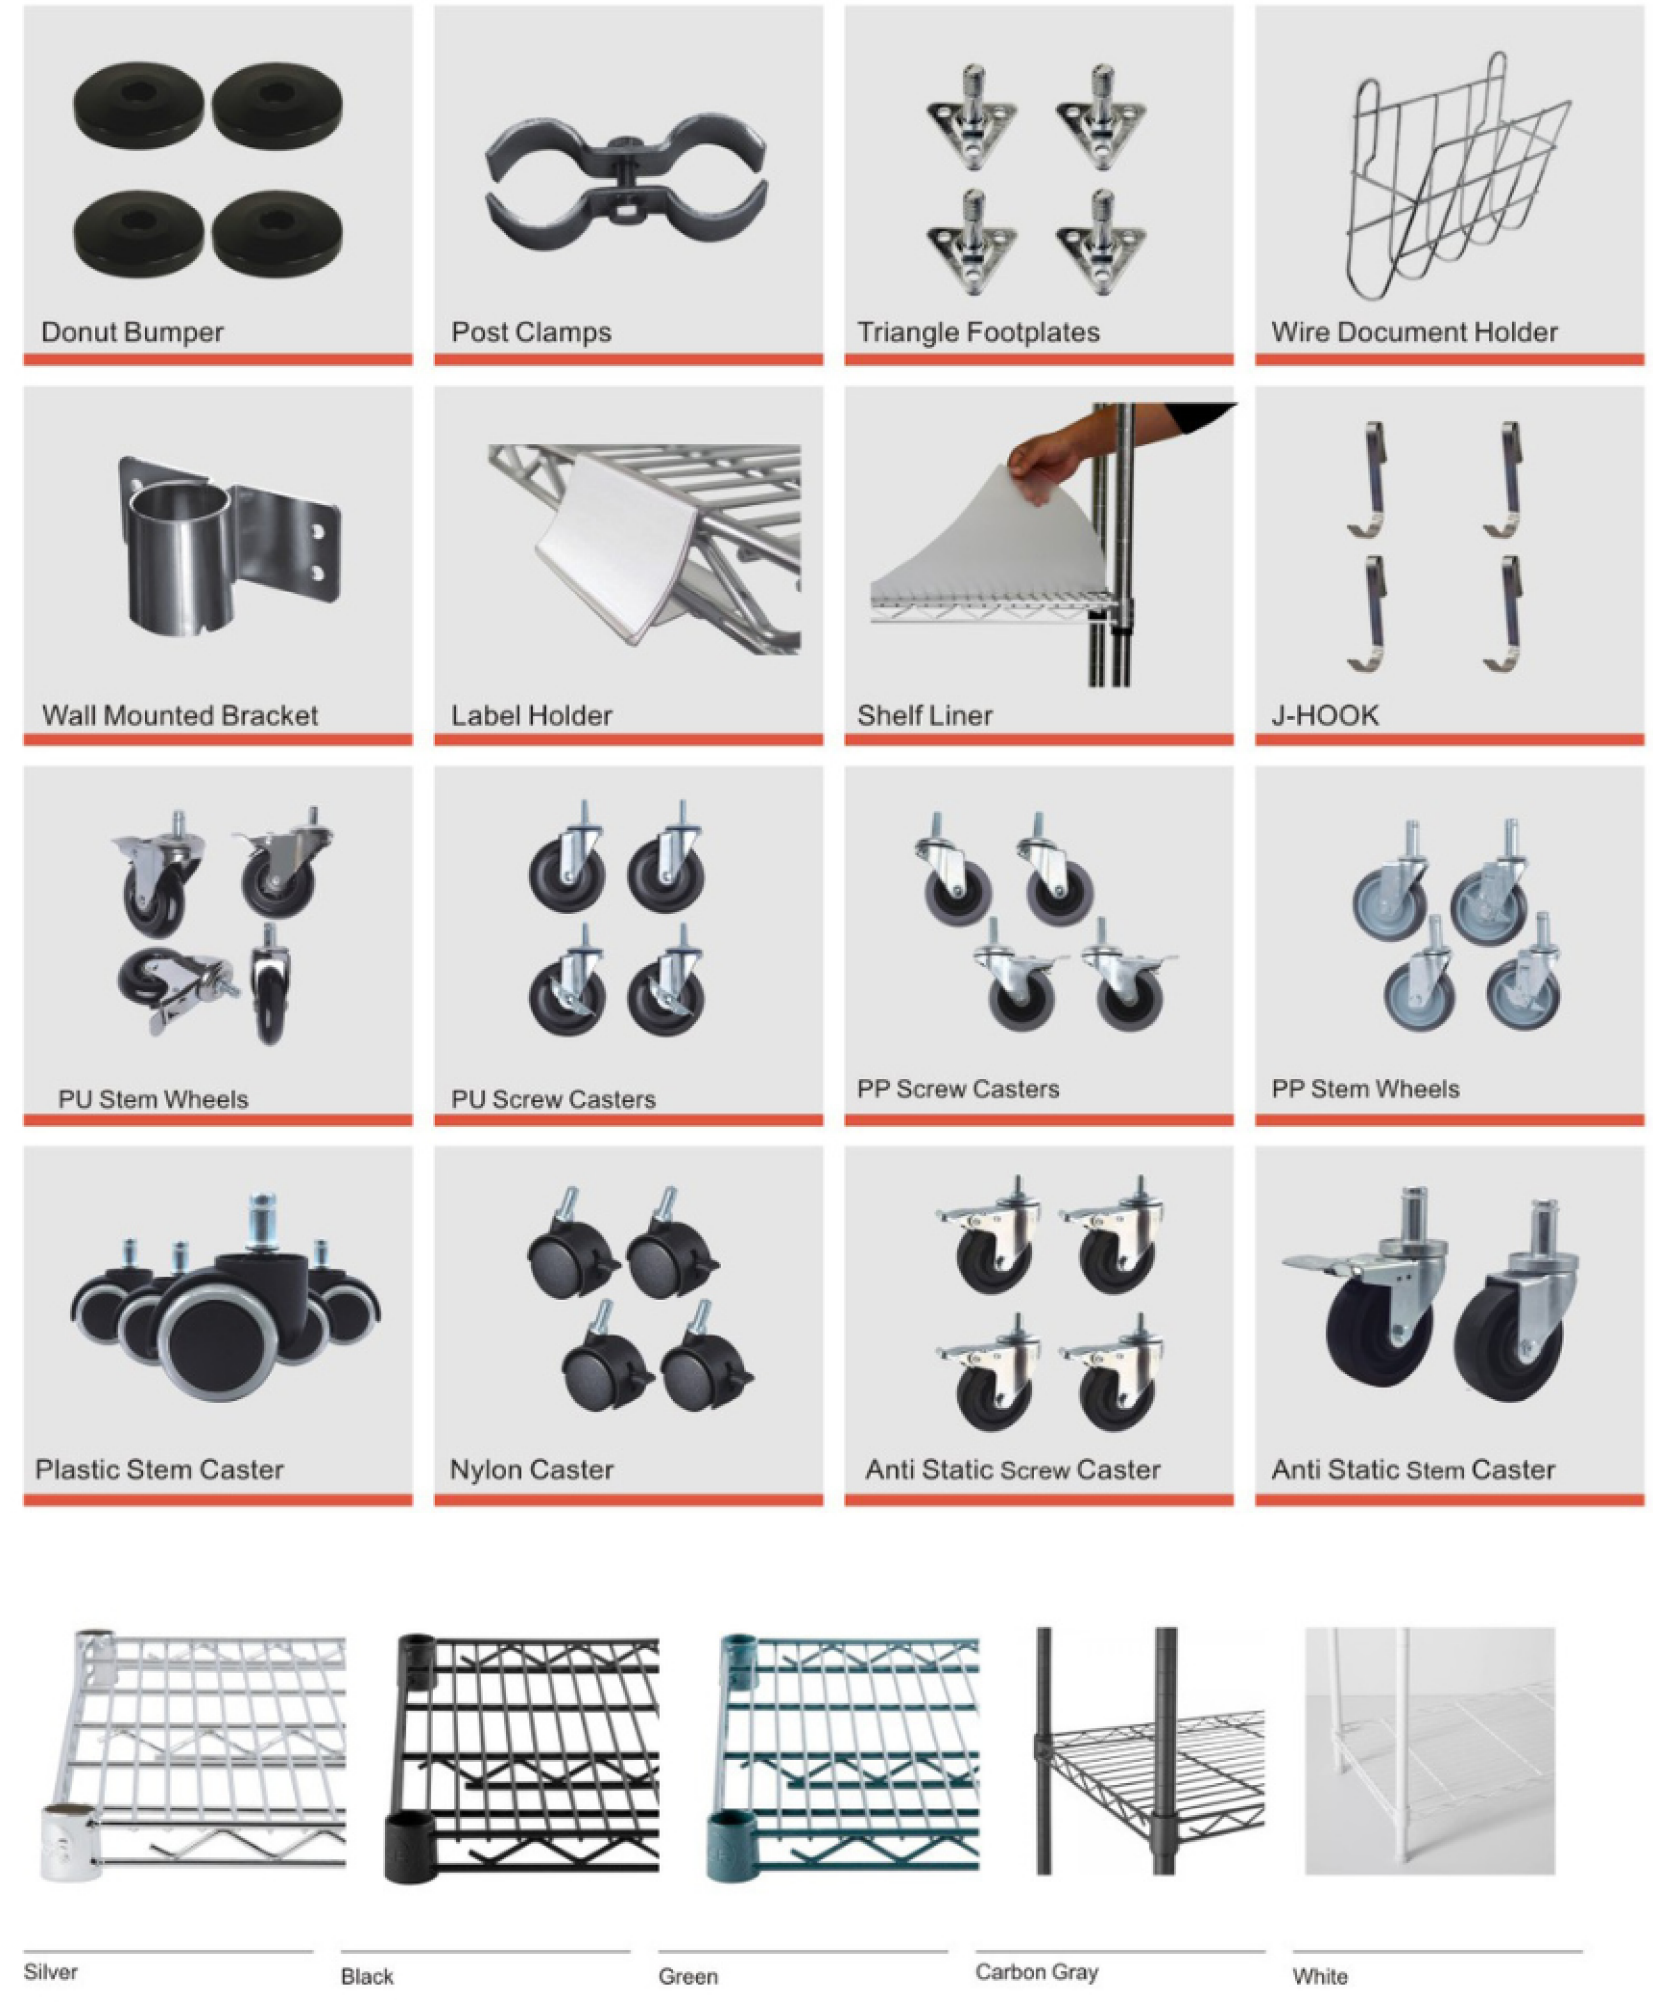 Donut Bumper
Post Clamps
Triangle Footplates
Wire Document Holder
Wall Mounted Bracket
Label Holder
Shelf Liner
J-HOOK
PU Stem Wheels
PU Screw Casters
PP Screw Casters
PP Stem Wheels
Plastic Stem Caster
Nylon Caster
Anti Static Screw Caster
Anti Static Stem Caster
Silver
Black
Green
Carbon Gray
White